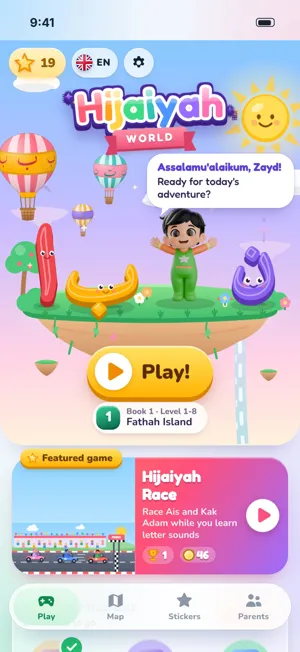 9:41
19
EN
Hijaiyah
WORLD
Assalamu'alaikum, Zayd!
Ready for today's
adventure?
Play!
1
Book 1 · Level 1-8
Fathah Island
Featured game
Hijaiyah
Race
Race Ais and Kak
Adam while you learn
letter sounds
1
46
Play
Map
Stickers
Parents